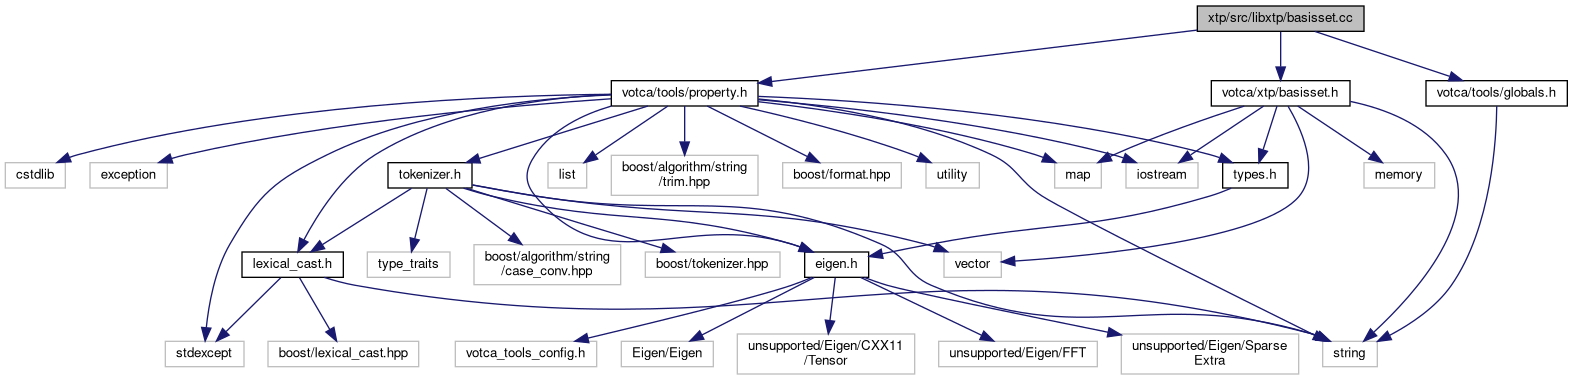 xtp/src/libxtp/basisset.cc
votca/tools/property.h
votca/xtp/basisset.h
votca/tools/globals.h
cstdlib
exception
tokenizer.h
list
boost/algorithm/string
/trim.hpp
boost/format.hpp
utility
map
iostream
types.h
memory
lexical_cast.h
type_traits
boost/algorithm/string
/case_conv.hpp
boost/tokenizer.hpp
eigen.h
vector
stdexcept
boost/lexical_cast.hpp
votca_tools_config.h
Eigen/Eigen
unsupported/Eigen/CXX11
/Tensor
unsupported/Eigen/FFT
unsupported/Eigen/Sparse
Extra
string